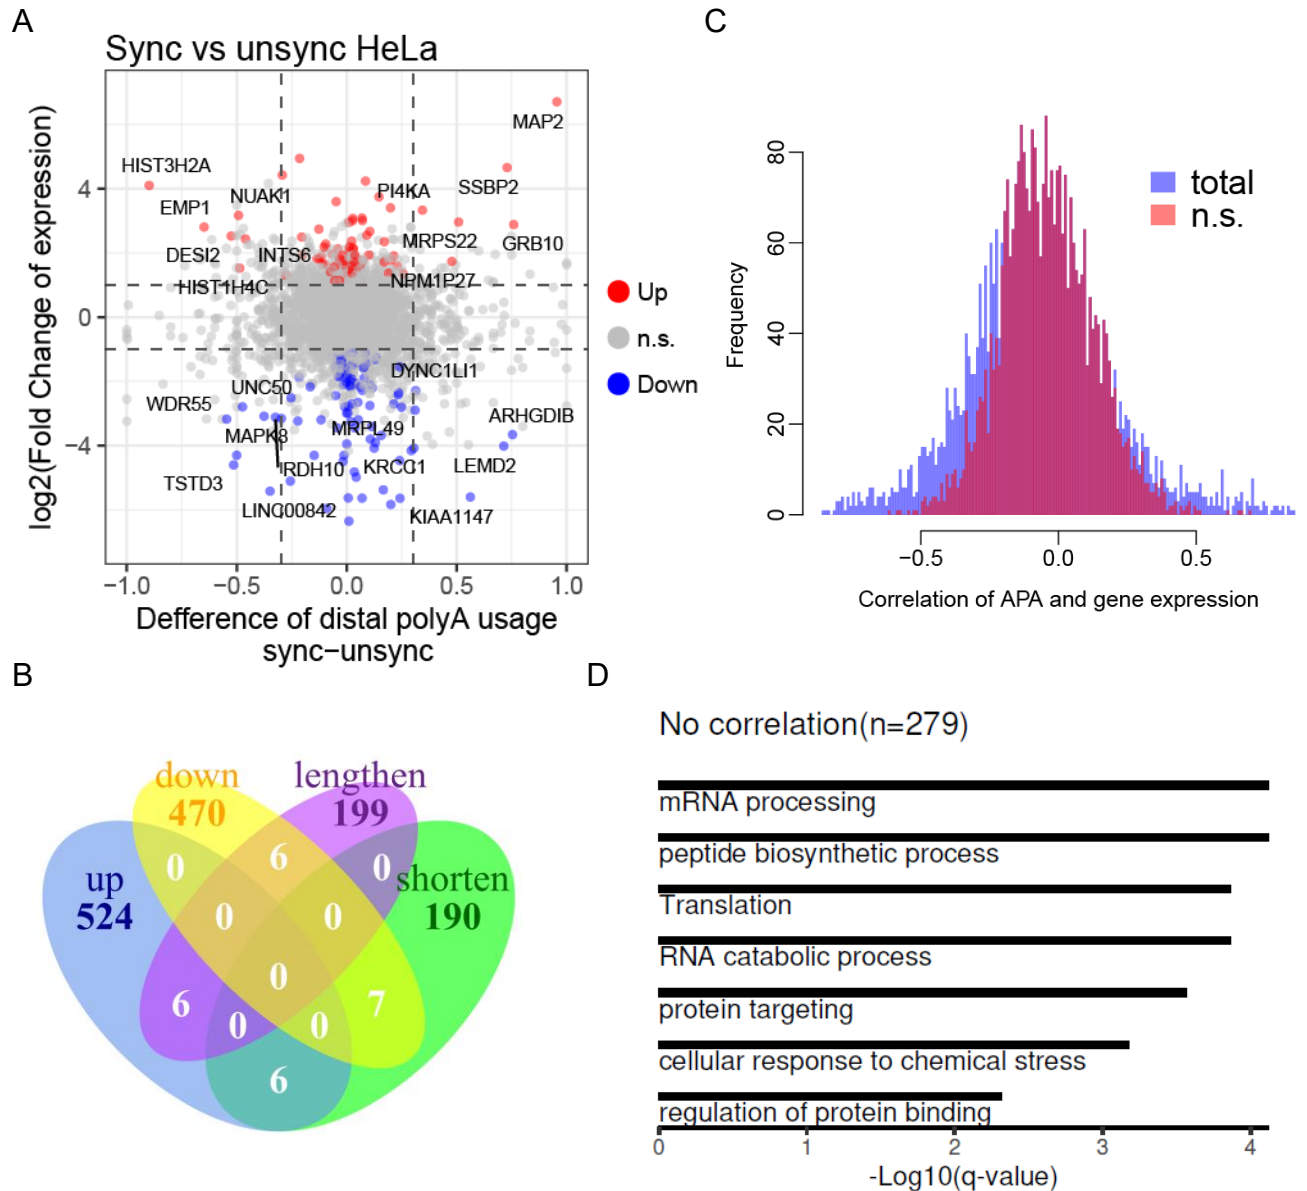 A
Sync vs unsync HeLa
log2(Fold Change of expression)
4
0
−4
MAP2
HIST3H2A
SSBP2
PI4KA
NUAK1
EMP1
MRPS22
GRB10
DESI2
INTS6
NPM1P27
HIST1H4C
DYNC1LI1
UNC50
WDR55
ARHGDIB
MRPL49
MAPK8
LEMD2
KRCC1
RDH10
TSTD3
LINC00842
KIAA1147
−1.0 −0.5 0.0 0.5 1.0
Defference of distal polyA usage
sync−unsync
Up
n.s.
Down
C
Frequency
80
60
40
20
0
total
n.s.
−0.5 0.0 0.5
Correlation of APA and gene expression
B
down
470
lengthen
199
up
524
shorten
190
0
6
0
0
0
0
6
7
0
0
6
D
No correlation(n=279)
mRNA processing
peptide biosynthetic process
Translation
RNA catabolic process
protein targeting
cellular response to chemical stress
regulation of protein binding
0 1 2 3 4
-Log10(q-value)